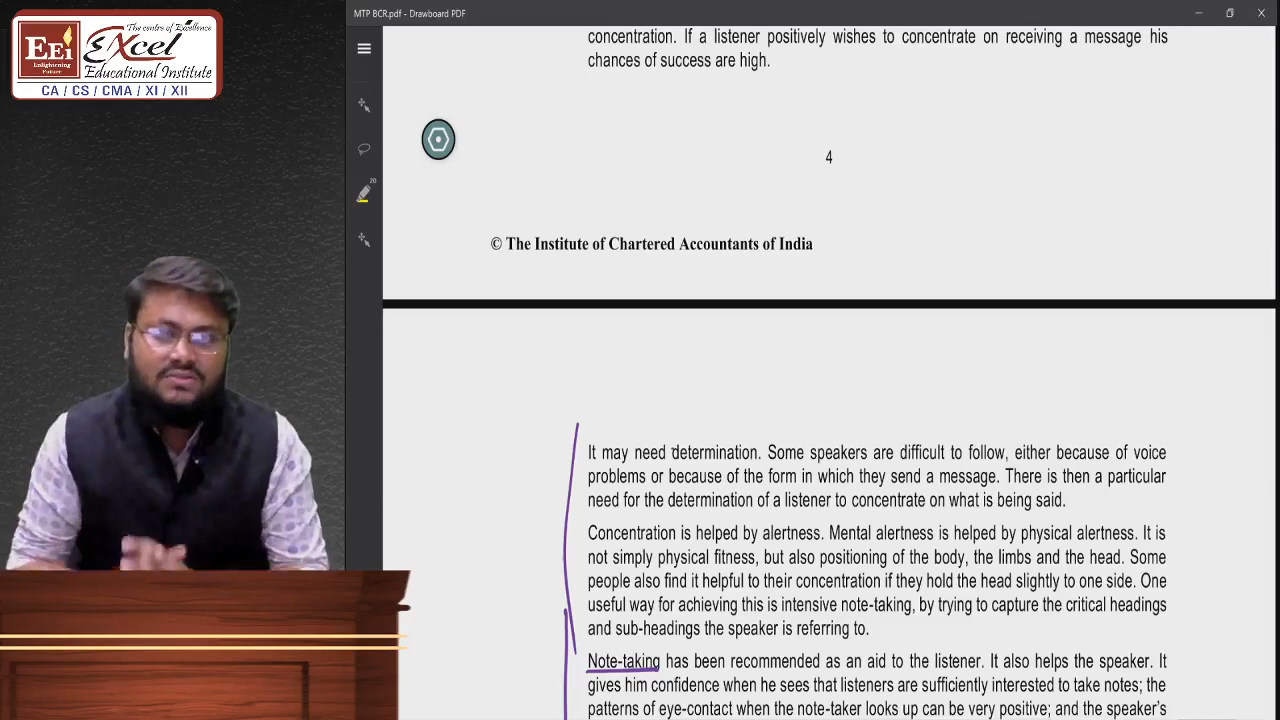 The centre of Excellence
EEi
Enlightening
Future
EXcel
Educational Institute
CA / CS / CMA / XI / XII
MTP BCR.pdf - Drawboard PDF
20
concentration. If a listener positively wishes to concentrate on receiving a message his
chances of success are high.
4
© The Institute of Chartered Accountants of India
It may need determination. Some speakers are difficult to follow, either because of voice
problems or because of the form in which they send a message. There is then a particular
need for the determination of a listener to concentrate on what is being said.
Concentration is helped by alertness. Mental alertness is helped by physical alertness. It is
not simply physical fitness, but also positioning of the body, the limbs and the head. Some
people also find it helpful to their concentration if they hold the head slightly to one side. One
useful way for achieving this is intensive note-taking, by trying to capture the critical headings
and sub-headings the speaker is referring to.
Note-taking has been recommended as an aid to the listener. It also helps the speaker. It
gives him confidence when he sees that listeners are sufficiently interested to take notes; the
patterns of eye-contact when the note-taker looks up can be very positive; and the speaker's